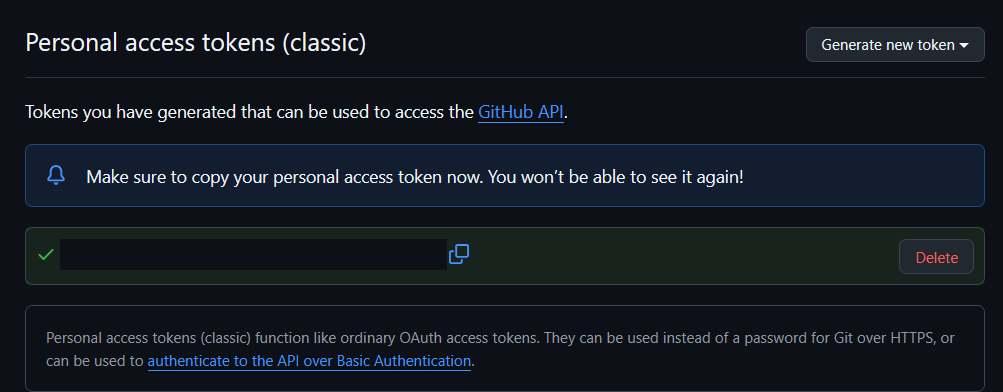 Personal access tokens (classic)
Generate new token
Tokens you have generated that can be used to access the GitHub API.
Make sure to copy your personal access token now. You won’t be able to see it again!
Delete
Personal access tokens (classic) function like ordinary OAuth access tokens. They can be used instead of a password for Git over HTTPS, or
can be used to authenticate to the API over Basic Authentication.